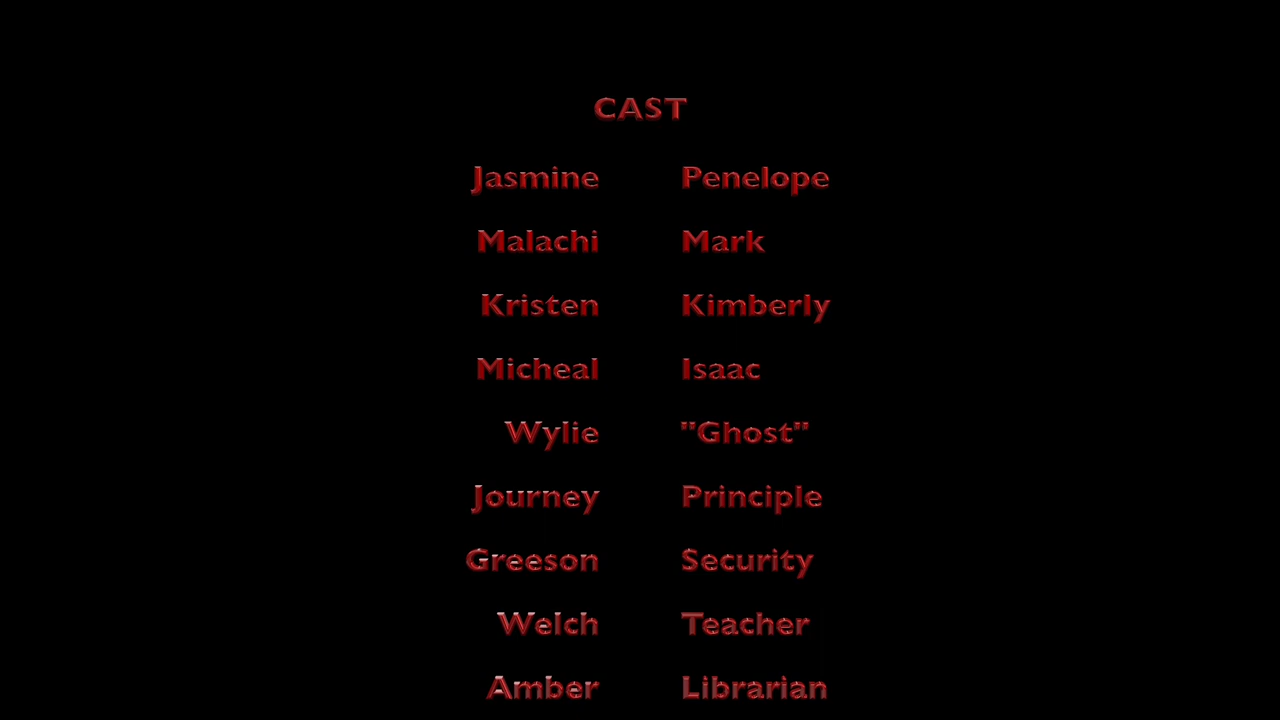 CAST
Jasmine Penelope
Malachi Mark
Kristen Kimberly
Micheal Isaac
Wylie "Ghost"
Journey Principle
Greeson Security
Welch Teacher
Amber Librarian